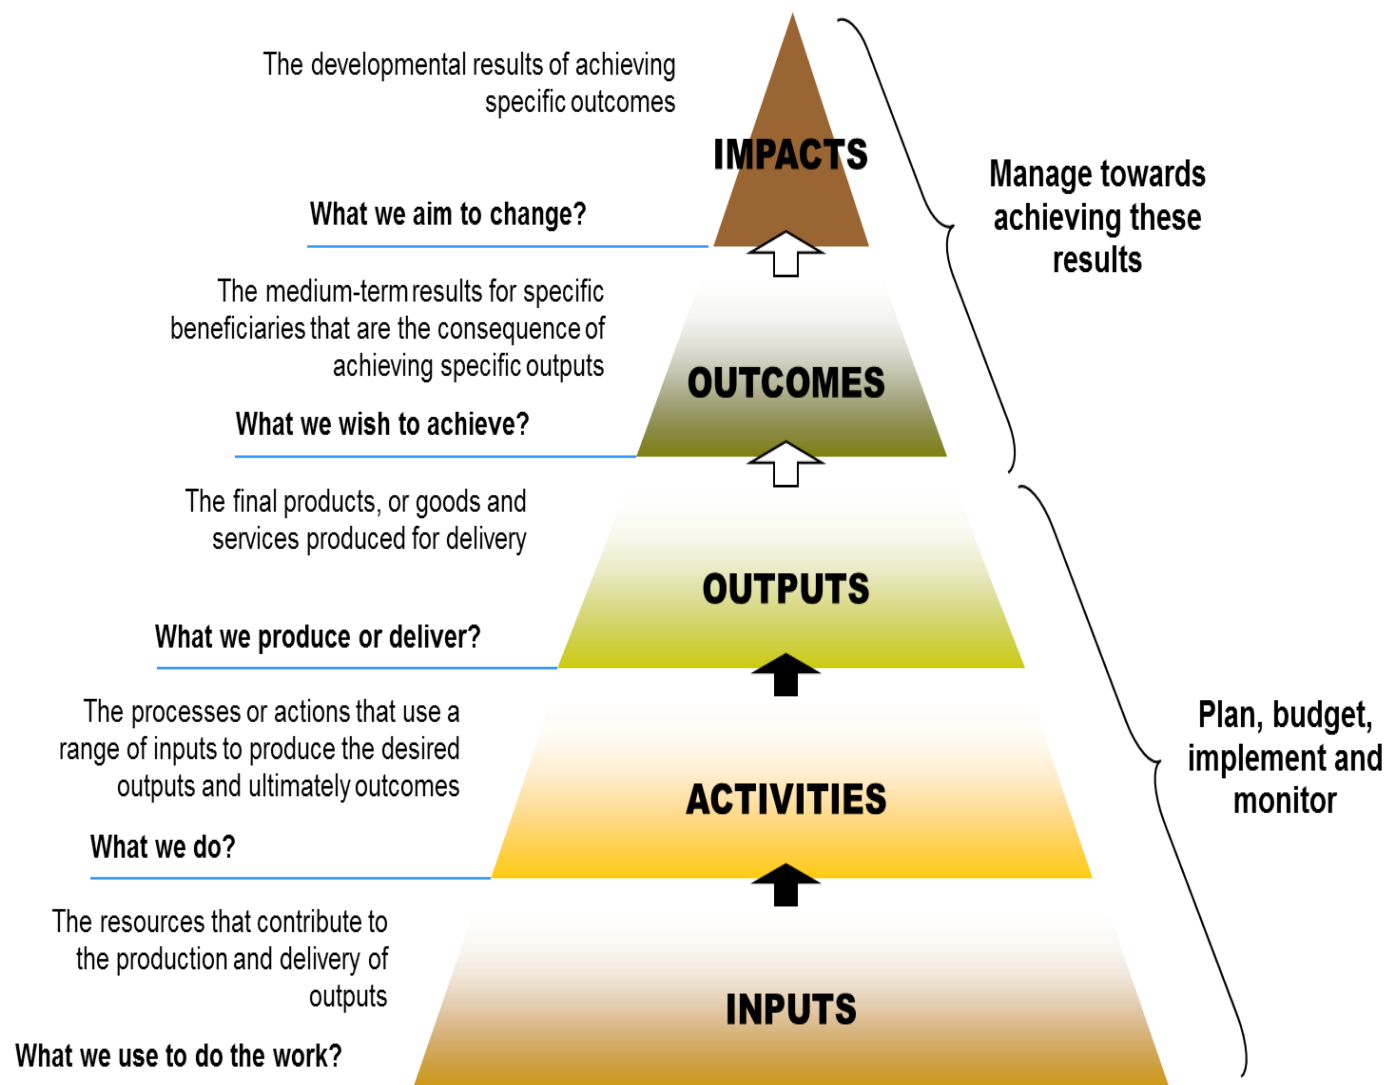 The developmental results of achieving
specific outcomes
IMPACTS
What we aim to change?
Manage towards
achieving these
results
The medium-term results for specific
beneficiaries that are the consequence of
achieving specific outputs
OUTCOMES
What we wish to achieve?
The final products, or goods and
services produced for delivery
OUTPUTS
What we produce or deliver?
The processes or actions that use a
range of inputs to produce the desired
outputs and ultimately outcomes
ACTIVITIES
What we do?
Plan, budget,
implement and
monitor
The resources that contribute to
the production and delivery of
outputs
INPUTS
What we use to do the work?